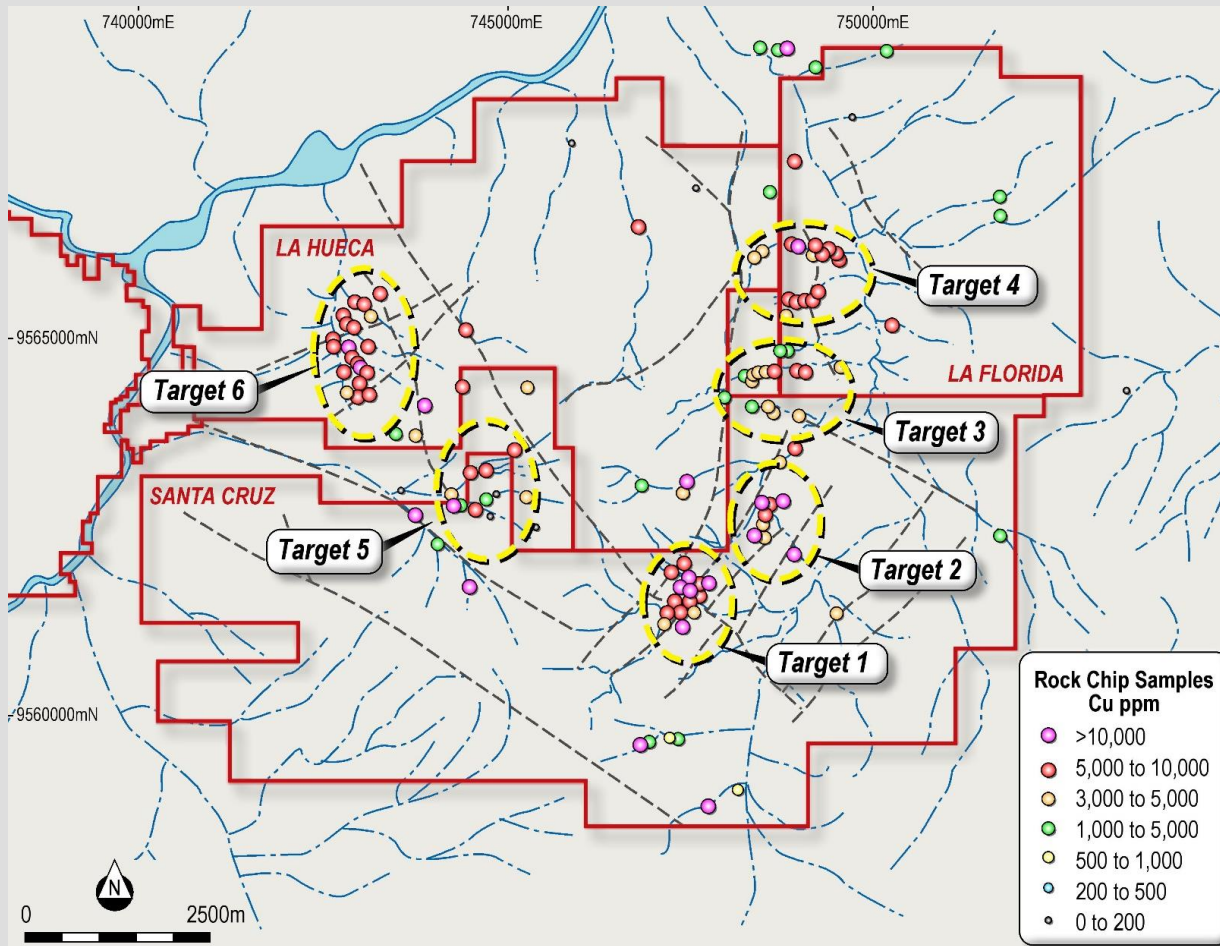 740000mE
745000mE
750000mE
LA HUECA
Target 4
9565000mN
Target 6
LA FLORIDA
Target 3
SANTA CRUZ
Target 5
Target 2
Target 1
9560000mN
Rock Chip Samples
Cu ppm
>10,000
5,000 to 10,000
3,000 to 5,000
1,000 to 5,000
500 to 1,000
200 to 500
0 to 200
N
0
2500m